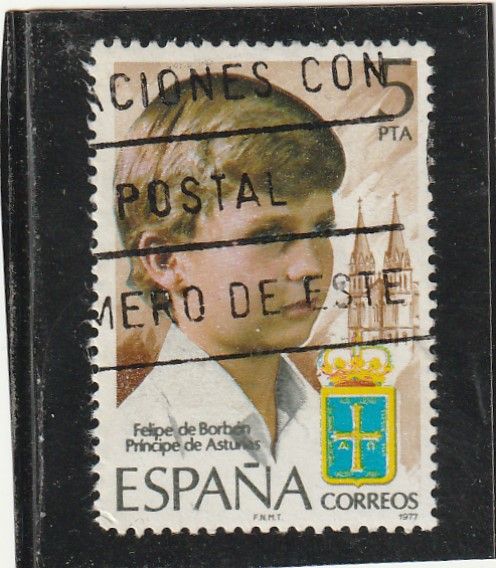 ACIONES CON
5
PTA
POSTAL
MERO DE ESTE
Felipe de Borbón
Príncipe de Asturias
A Ω
ESPAÑA
CORREOS
F.N.M.T.
1977